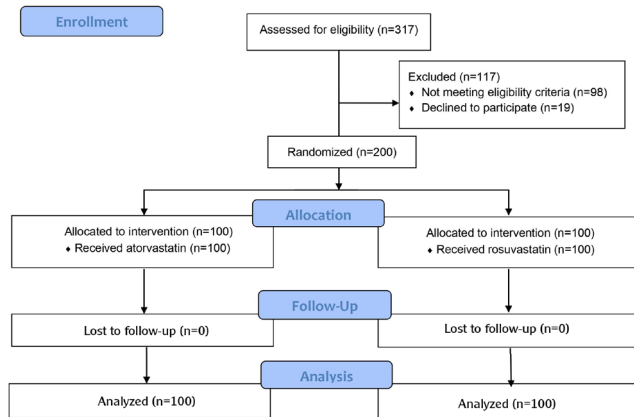 Enrollment
Assessed for eligibility (n=317)
Excluded (n=117)
♦ Not meeting eligibility criteria (n=98)
♦ Declined to participate (n=19)
Randomized (n=200)
Allocation
Allocated to intervention (n=100)
♦ Received atorvastatin (n=100)
Allocated to intervention (n=100)
♦ Received rosuvastatin (n=100)
Follow-Up
Lost to follow-up (n=0)
Lost to follow-up (n=0)
Analysis
Analyzed (n=100)
Analyzed (n=100)